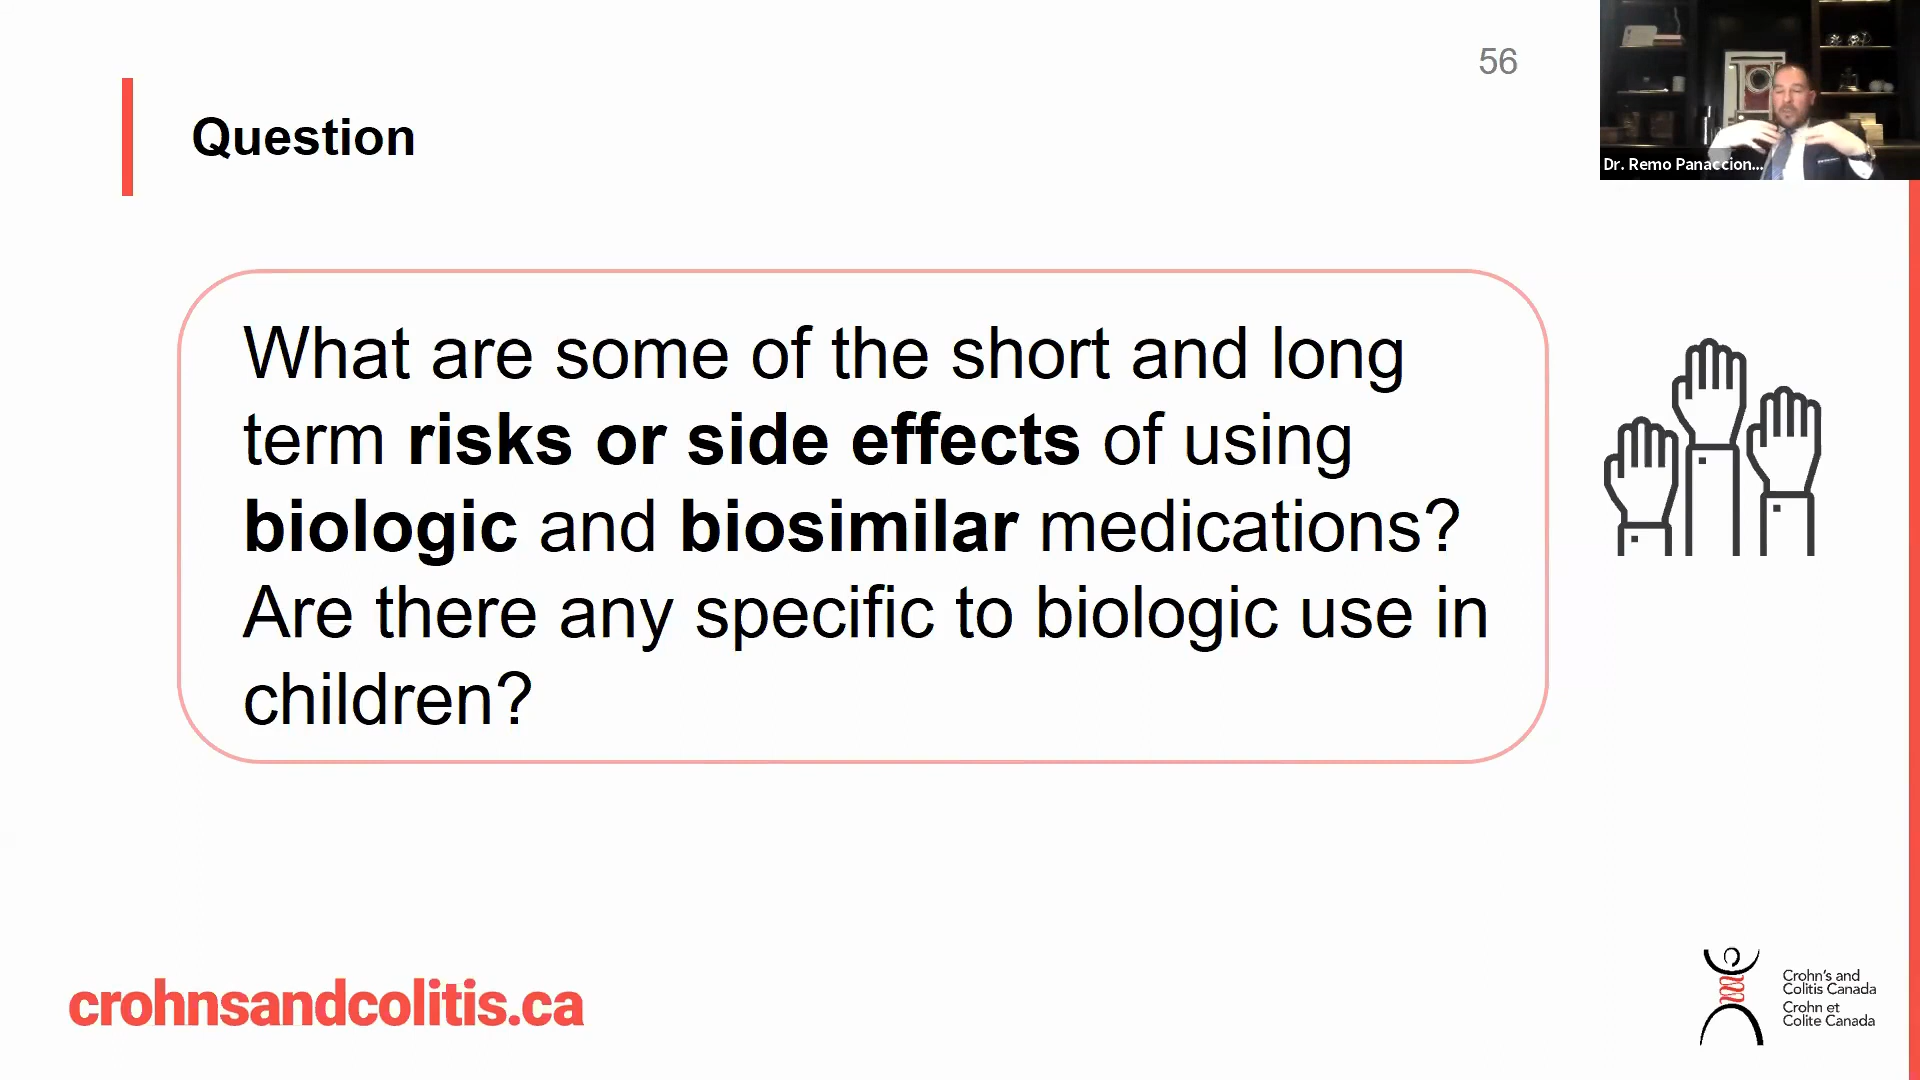 56
Dr. Remo Panaccion...
Question
What are some of the short and long
term risks or side effects of using
biologic and biosimilar medications?
Are there any specific to biologic use in
children?
crohnsandcolitis.ca
Crohn's and
Colitis Canada
Crohn et
Colite Canada